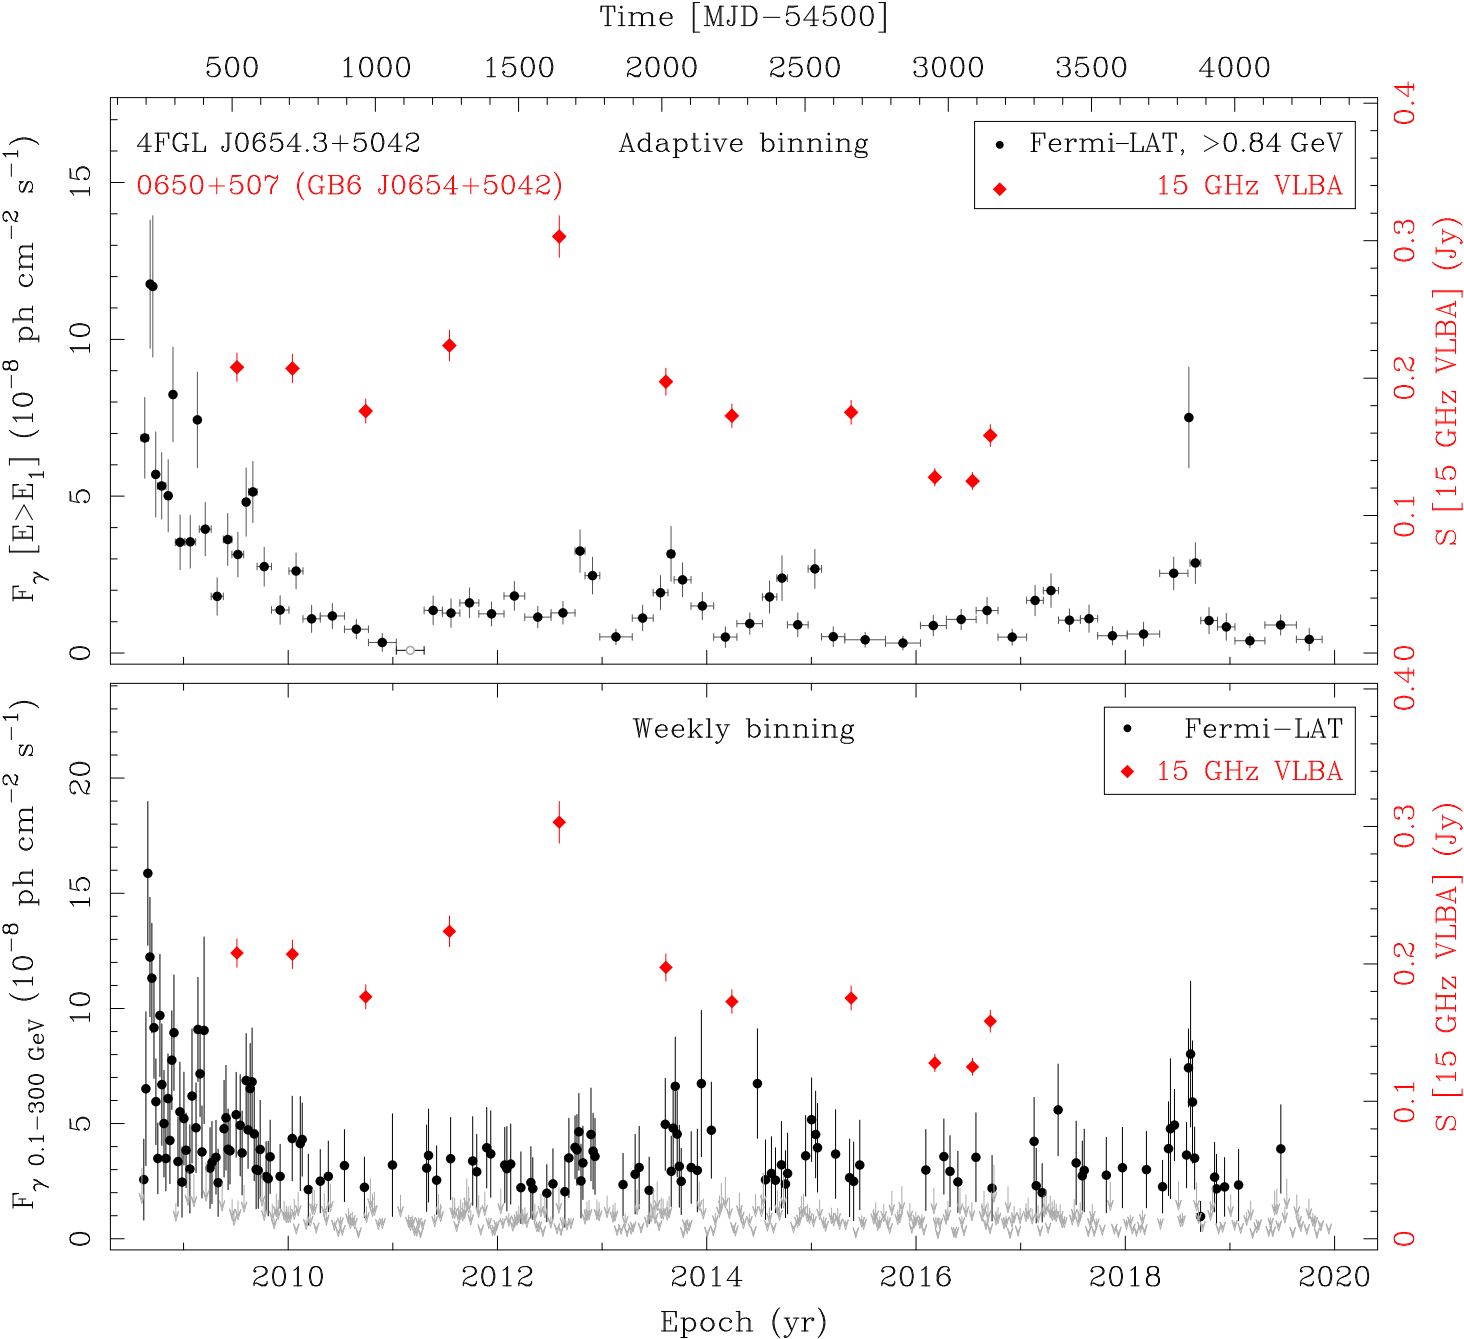 Time [MJD−54500]
500 1000 1500 2000 2500 3000 3500 4000
4FGL J0654.3+5042
Adaptive binning
Fermi−LAT, >0.84 GeV
0650+507 (GB6 J0654+5042)
15 GHz VLBA
F_γ [E>E_1] (10^−8 ph cm^−2 s^−1)
0 5 10 15
S [15 GHz VLBA] (Jy)
0 0.1 0.2 0.3 0.4
Weekly binning
Fermi−LAT
15 GHz VLBA
F_γ 0.1−300 GeV (10^−8 ph cm^−2 s^−1)
0 5 10 15 20
S [15 GHz VLBA] (Jy)
0 0.1 0.2 0.3 0.4
2010 2012 2014 2016 2018 2020
Epoch (yr)